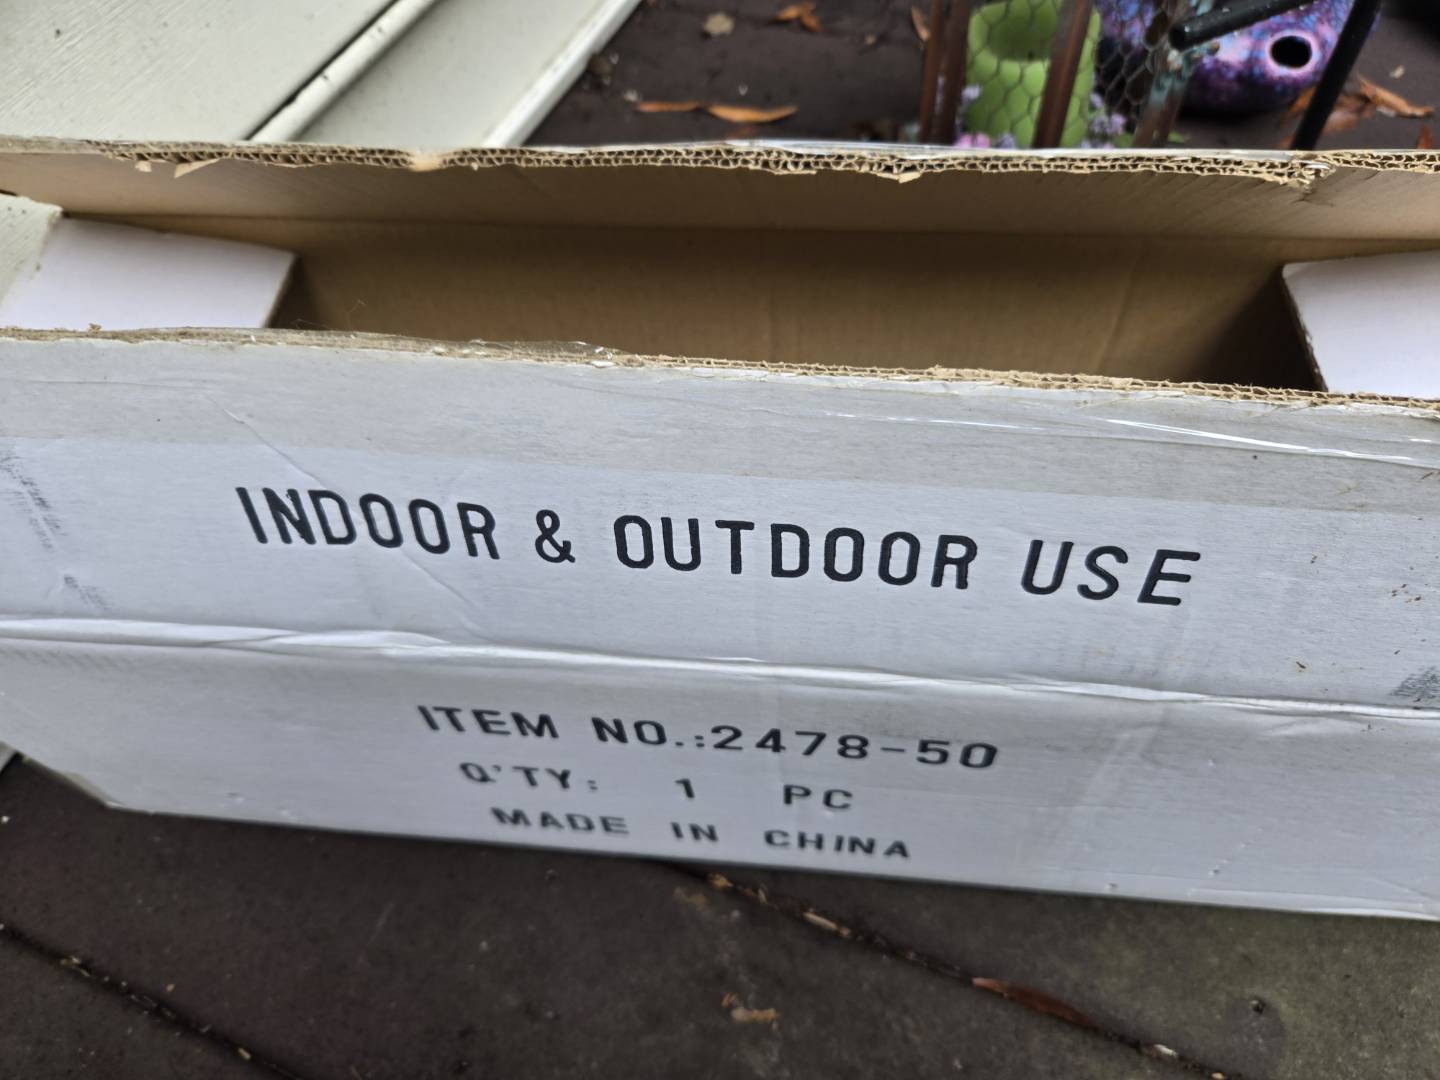 INDOOR & OUTDOOR USE
ITEM NO.:2478-50
Q'TY: 1 PC
MADE IN CHINA